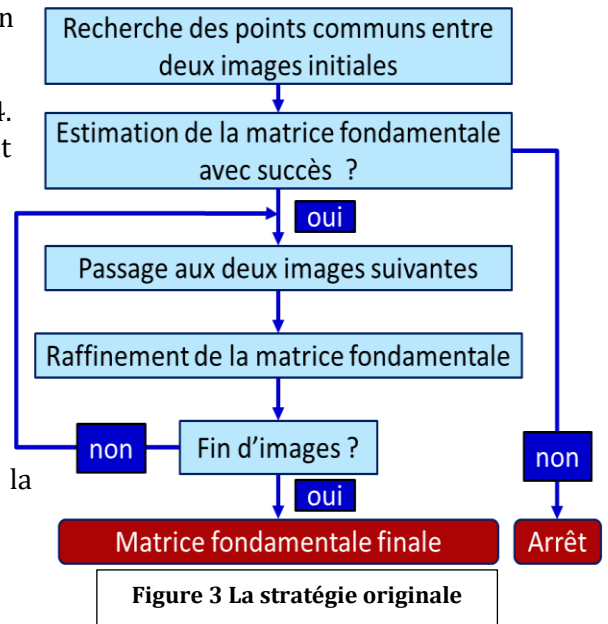 n
Recherche des points communs entre
deux images initiales
4.
Estimation de la matrice fondamentale
avec succès ?
t
oui
Passage aux deux images suivantes
Raffinement de la matrice fondamentale
non
Fin d'images ?
non
la
oui
Matrice fondamentale finale
Arrêt
Figure 3 La stratégie originale